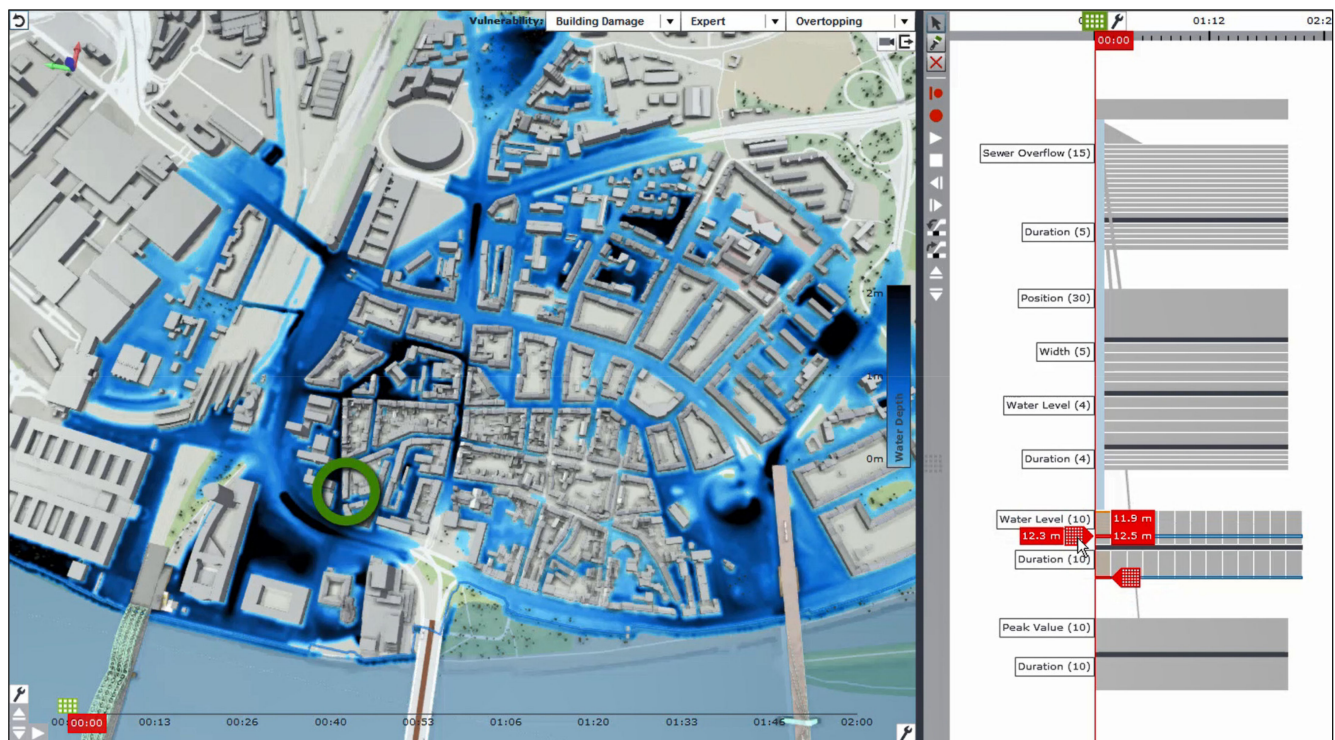 Vulnerability: Building Damage Expert Overtopping
01:12
00:00
Sewer Overflow (15)
Duration (5)
Position (30)
2m
Width (5)
1m
Water Level (4)
Water Depth
0m
Duration (4)
Water Level (10) 11.9 m
12.3 m 12.5 m
Duration (10)
Peak Value (10)
Duration (10)
00:00 00:13 00:26 00:40 00:53 01:06 01:20 01:33 01:46 02:00